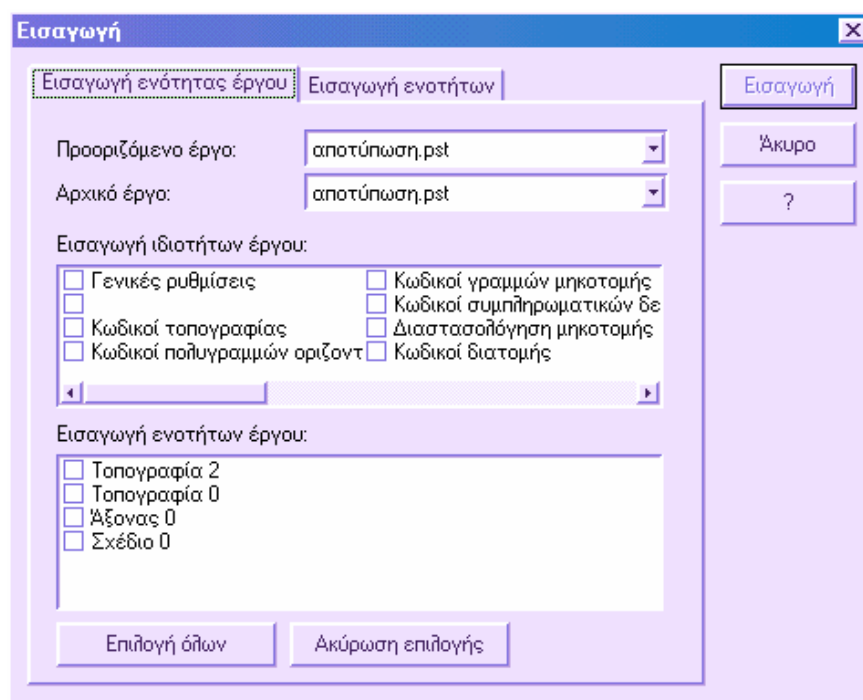 Εισαγωγή
Εισαγωγή ενότητας έργου
Εισαγωγή ενοτήτων
Εισαγωγή
Προοριζόμενο έργο:
αποτύπωση.pst
Άκυρο
Αρχικό έργο:
αποτύπωση.pst
?
Εισαγωγή ιδιοτήτων έργου:
Γενικές ρυθμίσεις
Κωδικοί τοπογραφίας
Κωδικοί πολυγραμμών οριζοντ
Κωδικοί γραμμών μηκοτομής
Κωδικοί συμπληρωματικών δε
Διαστασολόγηση μηκοτομής
Κωδικοί διατομής
Εισαγωγή ενοτήτων έργου:
Τοπογραφία 2
Τοπογραφία 0
Άξονας 0
Σχέδιο 0
Επιλογή όλων
Ακύρωση επιλογής